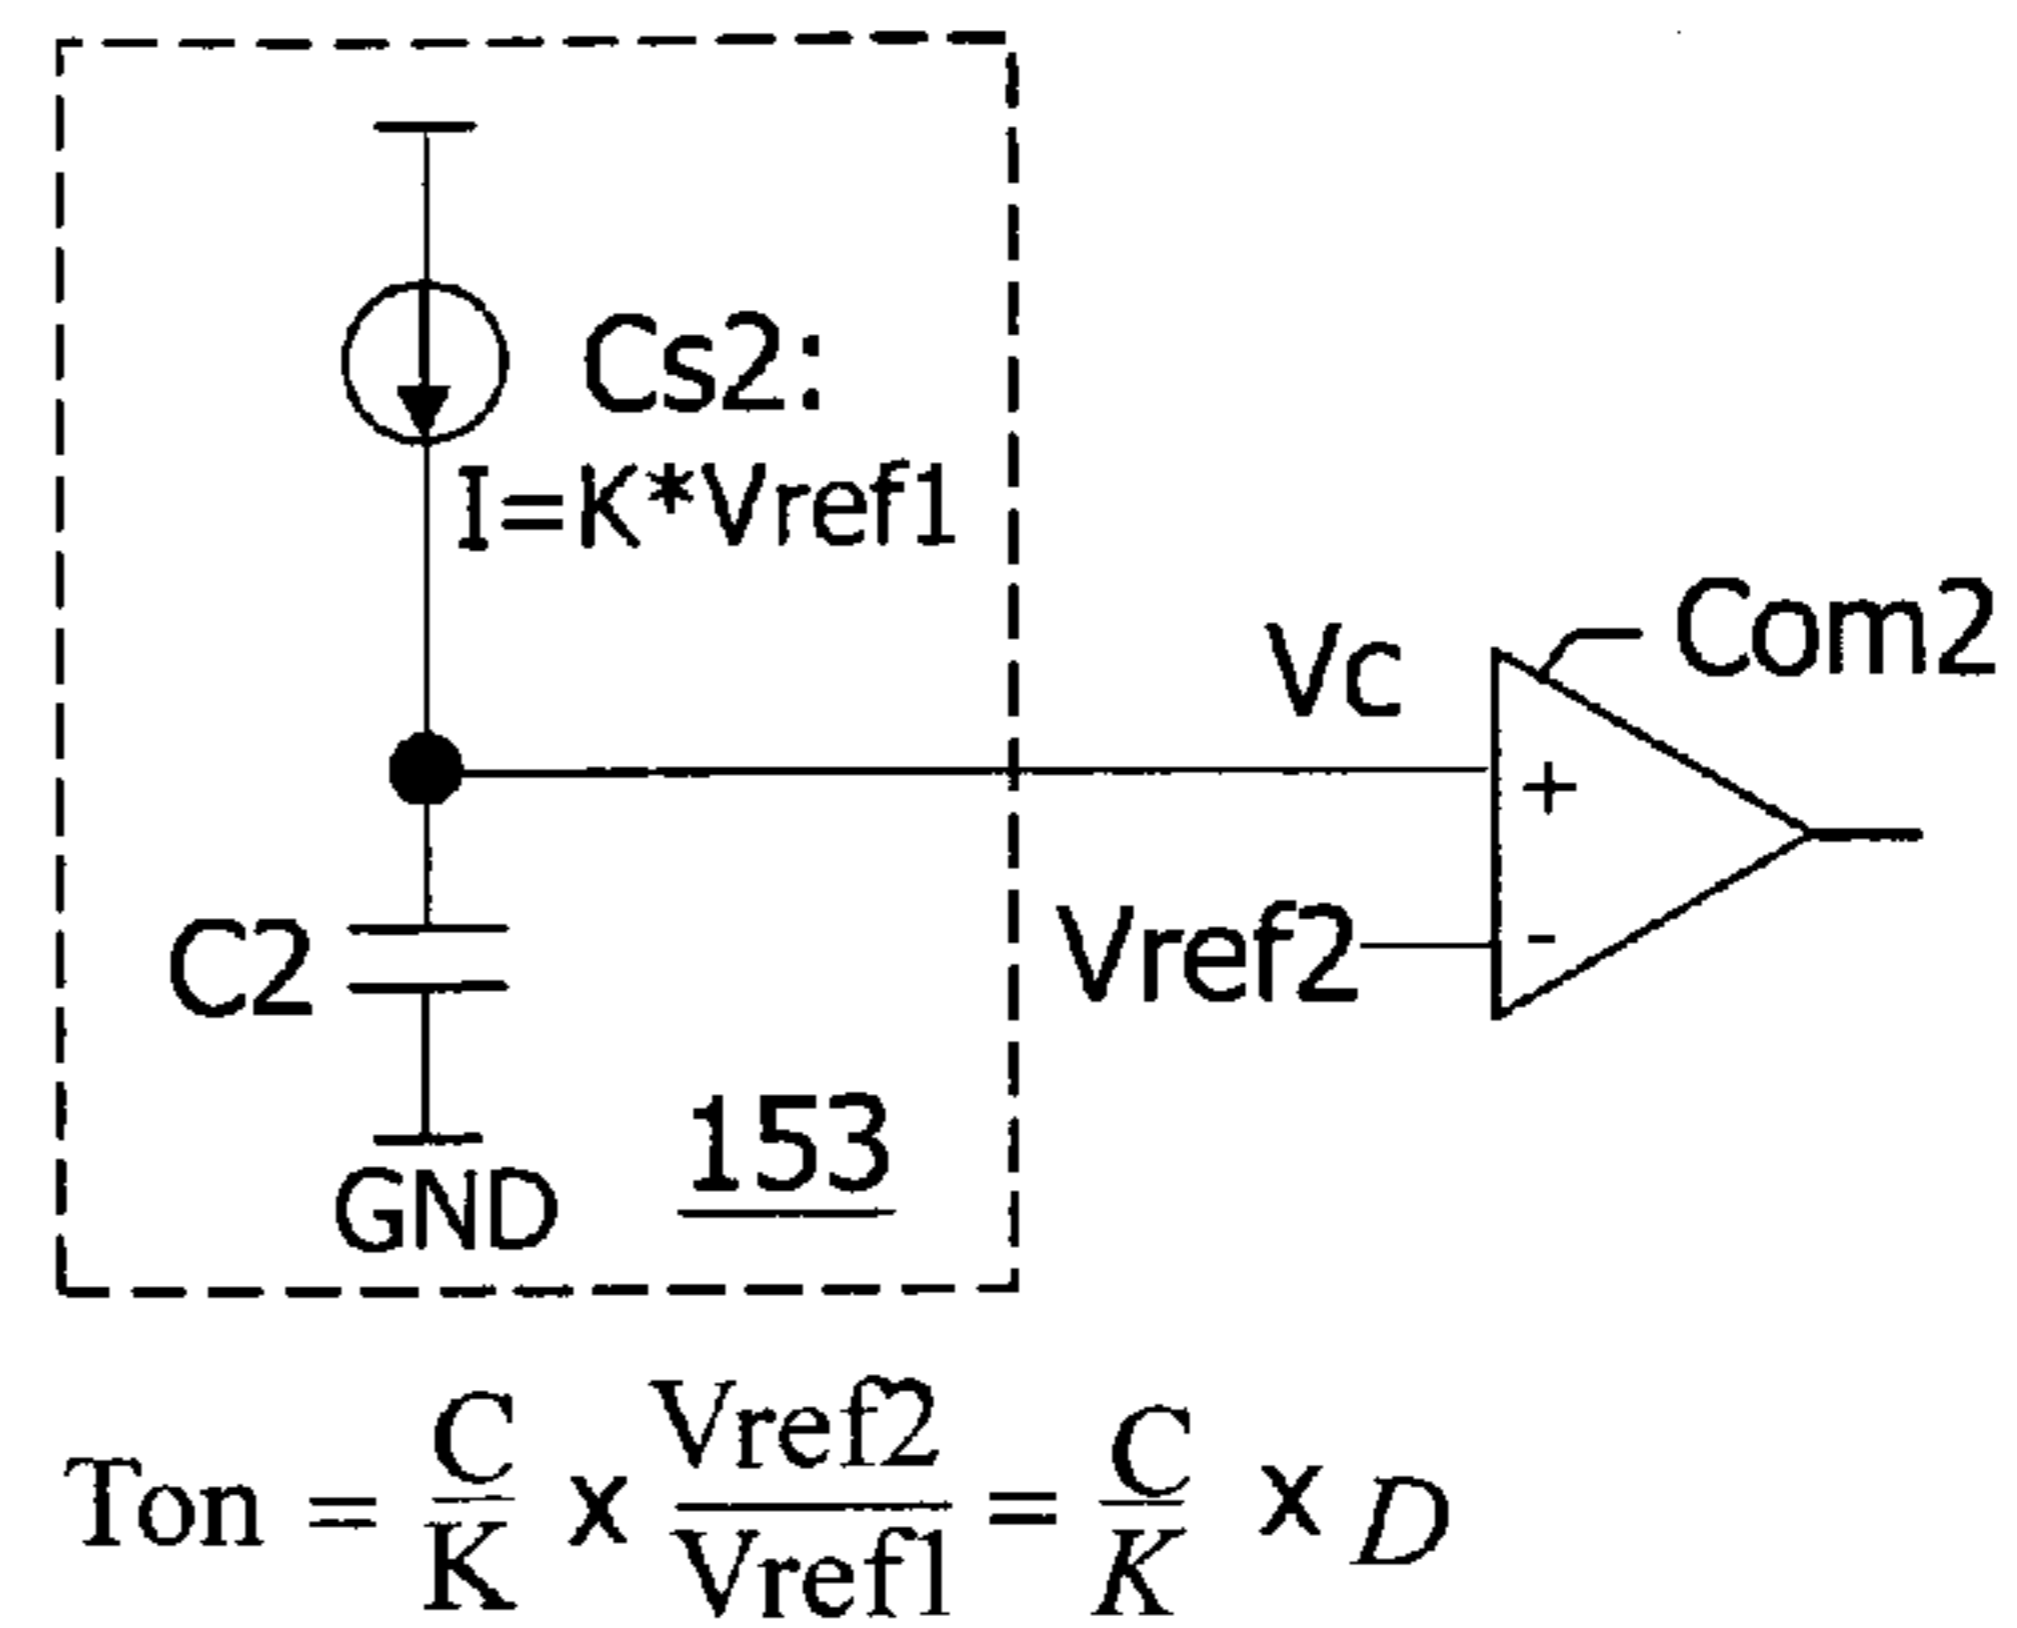 Cs2:
I=K*Vref1
Com2
Vc
+
Vref2
-
C2
153
GND
Ton = C/K x Vref2/Vref1 = C/K x D